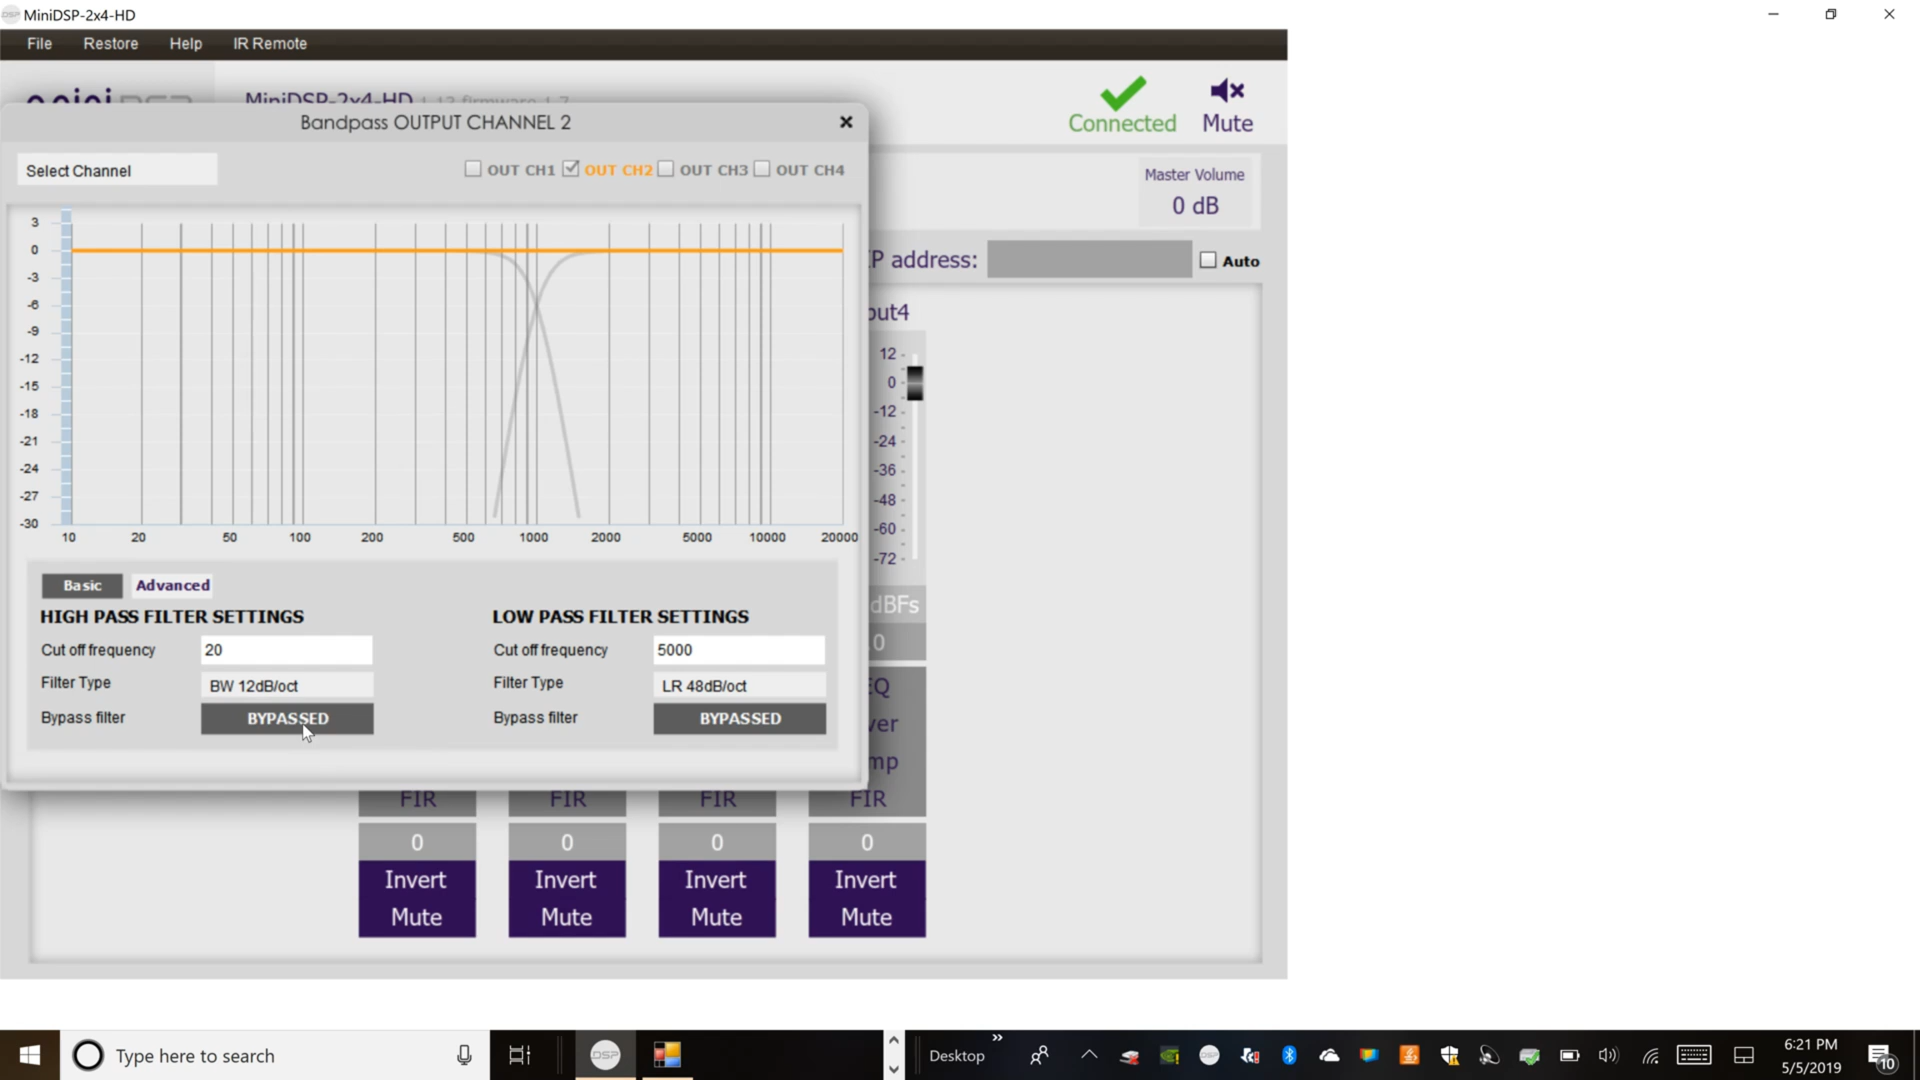 MiniDSP-2x4-HD
File Restore Help IR Remote
MiniDSP-2x4-HD
Connected
Mute
Bandpass OUTPUT CHANNEL 2
Select Channel
OUT CH1 OUT CH2 OUT CH3 OUT CH4
Master Volume
0 dB
P address:
Auto
3
0
-3
-6
-9
-12
-15
-18
-21
-24
-27
-30
10 20 50 100 200 500 1000 2000 5000 10000 20000
put4
12
0
-12
-24
-36
-48
-60
-72
dBFs
Basic Advanced
HIGH PASS FILTER SETTINGS
Cut off frequency 20
Filter Type BW 12dB/oct
Bypass filter BYPASSED
LOW PASS FILTER SETTINGS
Cut off frequency 5000
Filter Type LR 48dB/oct
Bypass filter BYPASSED
FIR FIR FIR FIR
0 0 0 0
Invert Invert Invert Invert
Mute Mute Mute Mute
Type here to search
DSP
Desktop
6:21 PM
5/5/2019
10